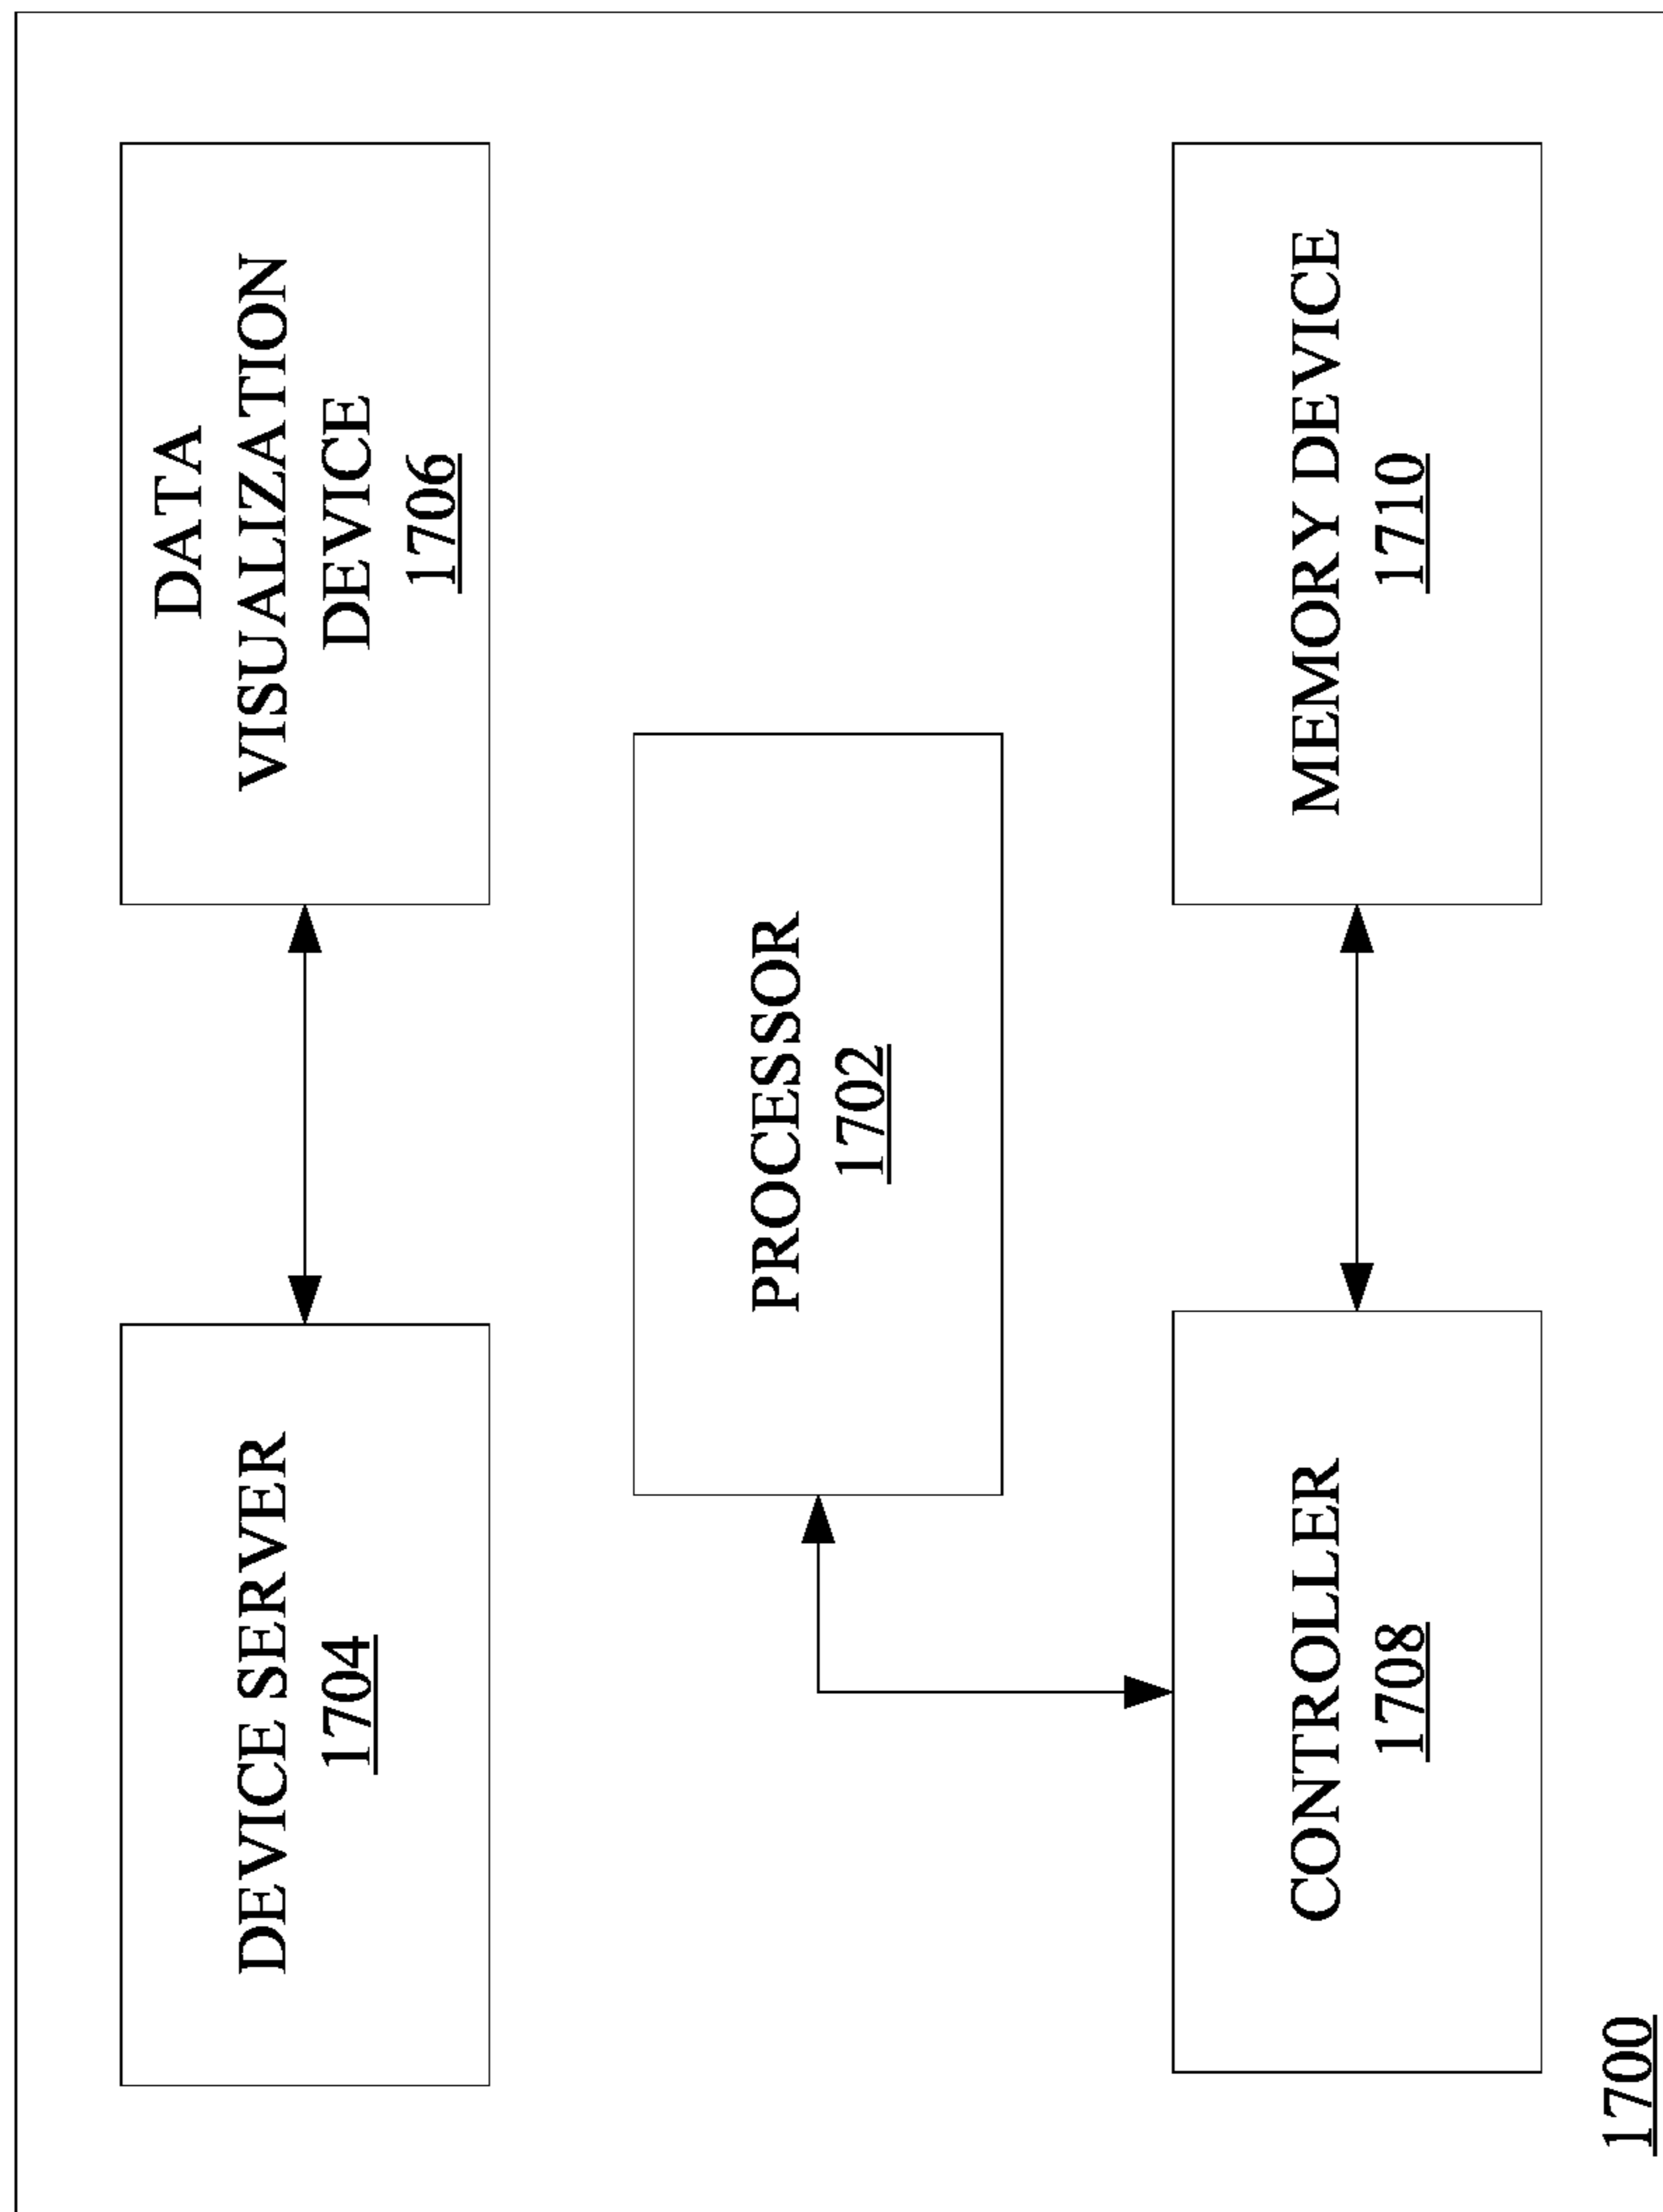 DEVICE SERVER
1704
DATA
VISUALIZATION
DEVICE
1706
PROCESSOR
1702
CONTROLLER
1708
MEMORY DEVICE
1710
1700